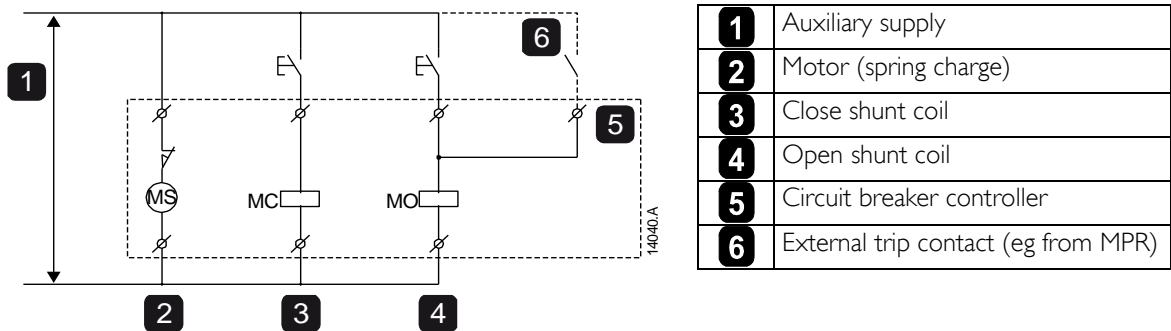 6
1
5
MS
MC
MO
14040.A
2
3
4
1 Auxiliary supply
2 Motor (spring charge)
3 Close shunt coil
4 Open shunt coil
5 Circuit breaker controller
6 External trip contact (eg from MPR)